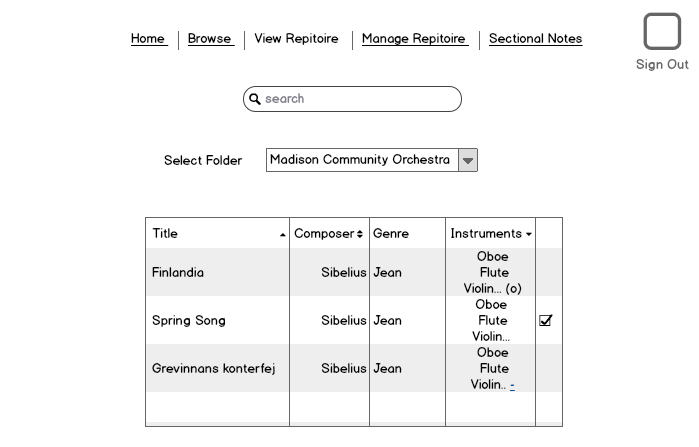 Home Browse View Repitoire Manage Repitoire Sectional Notes
Sign Out
search
Select Folder Madison Community Orchestra
Title Composer Genre Instruments
Finlandia Sibelius Jean Oboe
Flute
Violin... (o)
Spring Song Sibelius Jean Oboe
Flute
Violin...
Grevinnans konterfej Sibelius Jean Oboe
Flute
Violin.. -